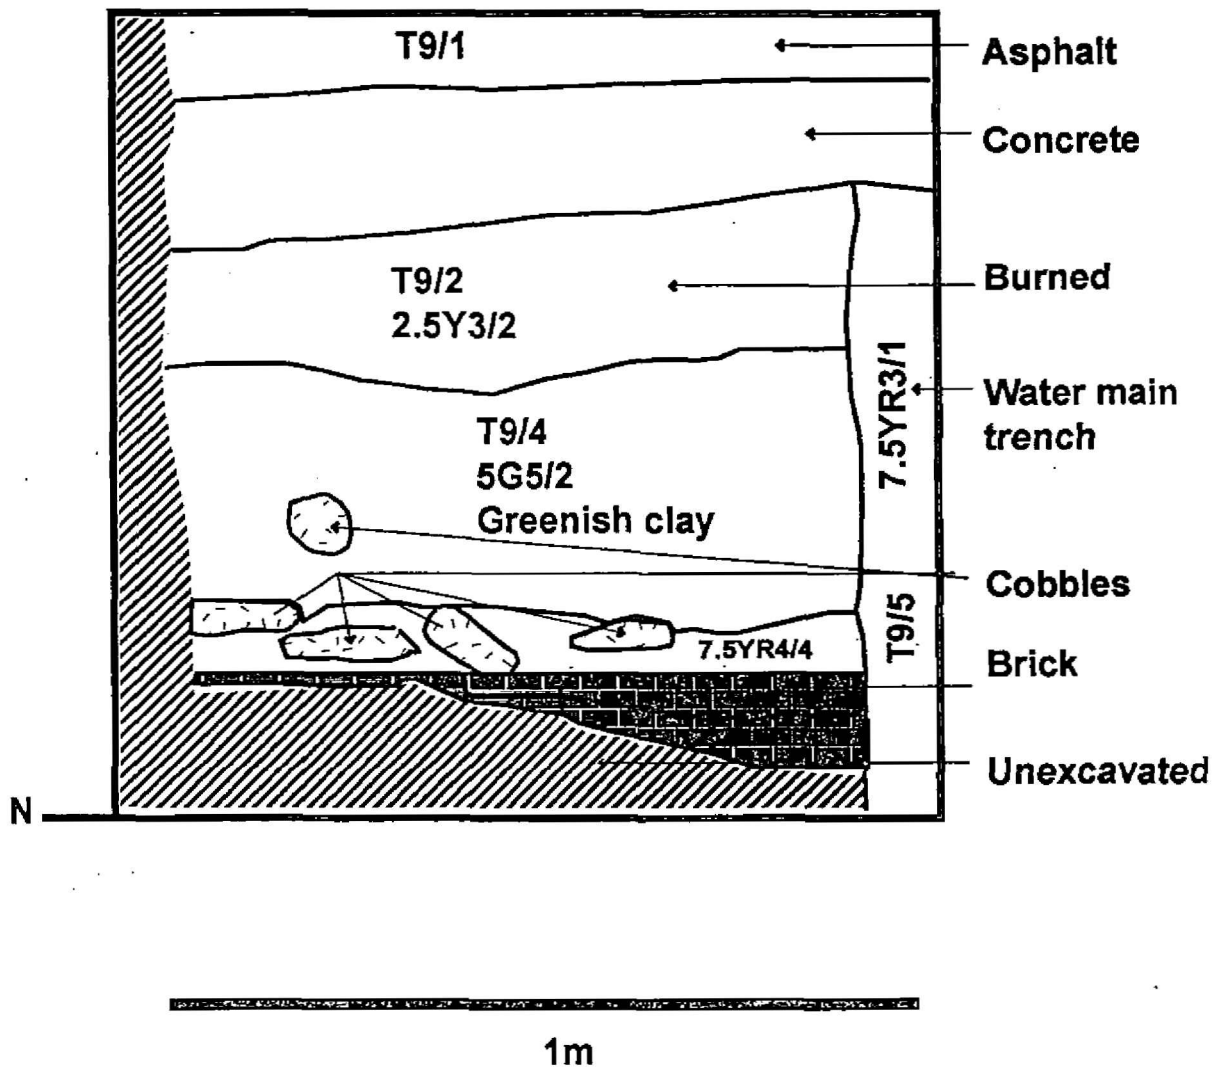 T9/1
Asphalt
Concrete
T9/2
2.5Y3/2
Burned
7.5YR3/1
Water main
trench
T9/4
5G5/2
Greenish clay
Cobbles
T9/5
7.5YR4/4
Brick
Unexcavated
N
1m